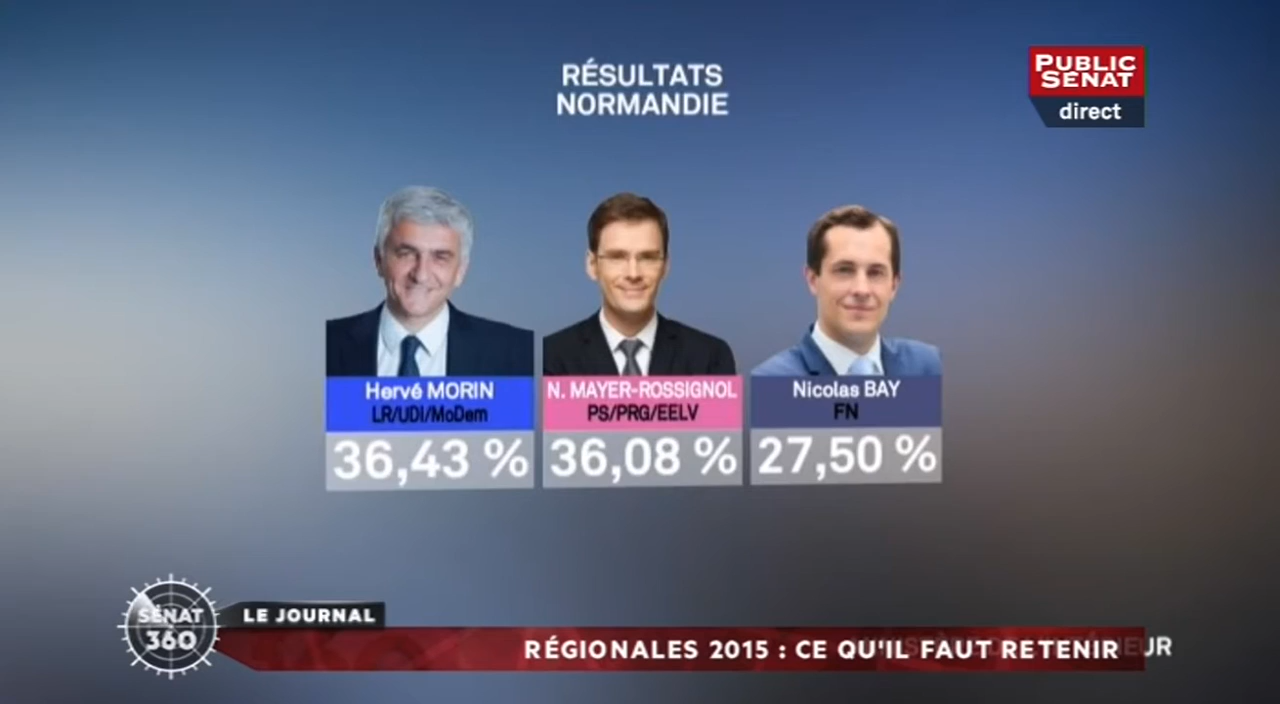 RÉSULTATS
NORMANDIE
PUBLIC
SÉNAT
direct
Hervé MORIN
LR/UDI/MoDem
36,43 %
N. MAYER-ROSSIGNOL
PS/PRG/EELV
36,08 %
Nicolas BAY
FN
27,50 %
SÉNAT
360
LE JOURNAL
RÉGIONALES 2015 : CE QU'IL FAUT RETENIR